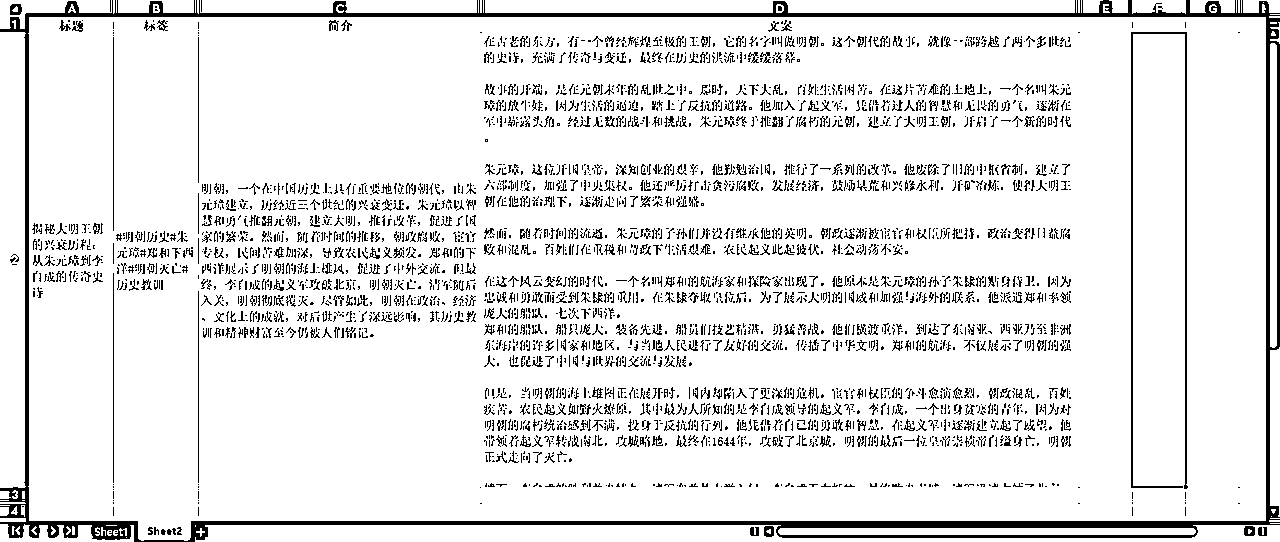 A B C D E F G
1 标题 标签 简介 文案
2
揭秘大明王朝
的兴衰历程：
从朱元璋到李
自成的传奇史
诗
#明朝历史#朱
元璋#郑和下西
洋#明朝灭亡#
历史教训
明朝，一个在中国历史上具有重要地位的朝代，由朱
元璋建立，历经近三个世纪的兴衰变迁。朱元璋以智
慧和勇气推翻元朝，建立大明，推行改革，促进了国
家的繁荣。然而，随着时间的推移，朝政腐败，宦官
专权，民间苦难加深，导致农民起义频发。郑和的下
西洋展示了明朝的海上雄风，促进了中外交流。但最
终，李自成的起义军攻破北京，明朝灭亡。清军随后
入关，明朝彻底覆灭。尽管如此，明朝在政治、经济
、文化上的成就，对后世产生了深远影响，其历史教
训和精神财富至今仍被人们铭记。
在古老的东方，有一个曾经辉煌至极的王朝，它的名字叫做明朝。这个朝代的故事，就像一部跨越了两个多世纪
的史诗，充满了传奇与变迁，最终在历史的洪流中缓缓落幕。
故事的开端，是在元朝末年的乱世之中。那时，天下大乱，百姓生活困苦。在这片苦难的土地上，一个名叫朱元
璋的放牛娃，因为生活的逼迫，踏上了反抗的道路。他加入了起义军，凭借着过人的智慧和无畏的勇气，逐渐在
军中崭露头角。经过无数的战斗和挑战，朱元璋终于推翻了腐朽的元朝，建立了大明王朝，开启了一个新的时代
。
朱元璋，这位开国皇帝，深知创业的艰辛，他勤勉治国，推行了一系列的改革。他废除了旧的中枢省制，建立了
六部制度，加强了中央集权。他还严厉打击贪污腐败，发展经济，鼓励垦荒和兴修水利，开矿冶炼，使得大明王
朝在他的治理下，逐渐走向了繁荣和强盛。
然而，随着时间的流逝，朱元璋的子孙们并没有继承他的英明。朝政逐渐被宦官和权臣所把持，政治变得日益腐
败和混乱。百姓们在重税和苛政下生活艰难，农民起义此起彼伏，社会动荡不安。
在这个风云变幻的时代，一个名叫郑和的航海家和探险家出现了。他原本是朱元璋的孙子朱棣的贴身侍卫，因为
忠诚和勇敢而受到朱棣的重用。在朱棣夺取皇位后，为了展示大明的国威和加强与海外的联系，他派遣郑和率领
庞大的船队，七次下西洋。
郑和的船队，船只庞大，装备先进，船员们技艺精湛，勇猛善战。他们横渡重洋，到达了东南亚、西亚乃至非洲
东海岸的许多国家和地区，与当地人民进行了友好的交流，传播了中华文明。郑和的航海，不仅展示了明朝的强
大，也促进了中国与世界的交流与发展。
但是，当明朝的海上雄图正在展开时，国内却陷入了更深的危机。宦官和权臣的争斗愈演愈烈，朝政混乱，百姓
疾苦。农民起义如野火燎原，其中最为人所知的是李自成领导的起义军。李自成，一个出身贫寒的青年，因为对
明朝的腐朽统治感到不满，投身于反抗的行列。他凭借着自己的勇敢和智慧，在起义军中逐渐建立起了威望。他
带领着起义军转战南北，攻城略地，最终在1644年，攻破了北京城，明朝的最后一位皇帝崇祯帝自缢身亡，明朝
正式走向了灭亡。
3
4
Sheet1 Sheet2 +